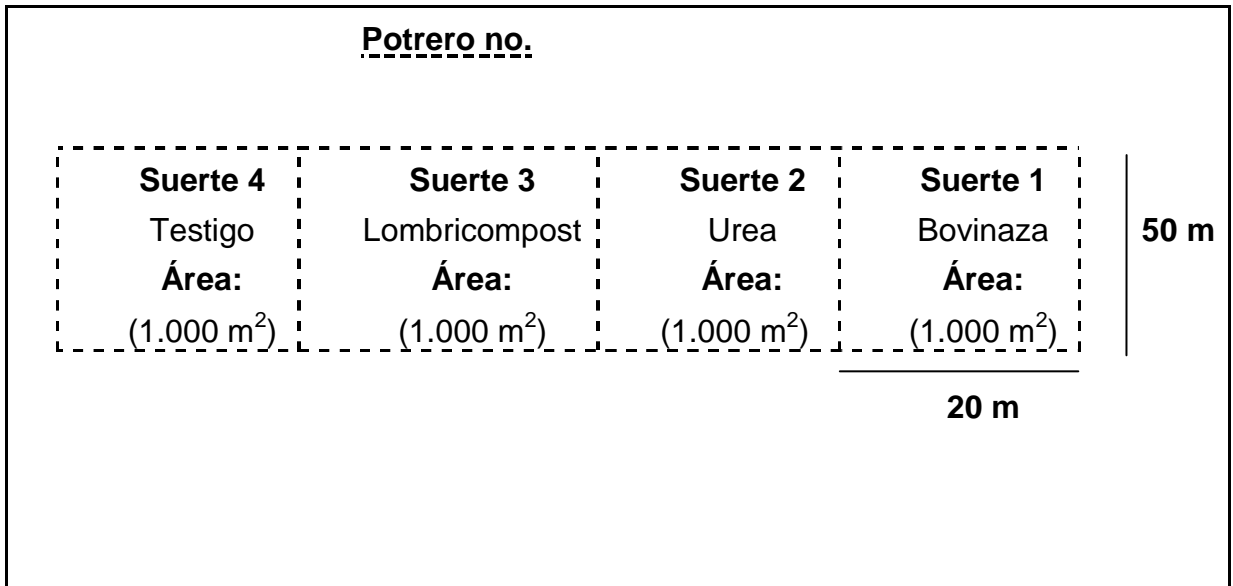 Potrero no.
Suerte 4 Suerte 3 Suerte 2 Suerte 1
Testigo Lombricompost Urea Bovinaza 50 m
Área: Área: Área: Área:
(1.000 m²) (1.000 m²) (1.000 m²) (1.000 m²)
20 m